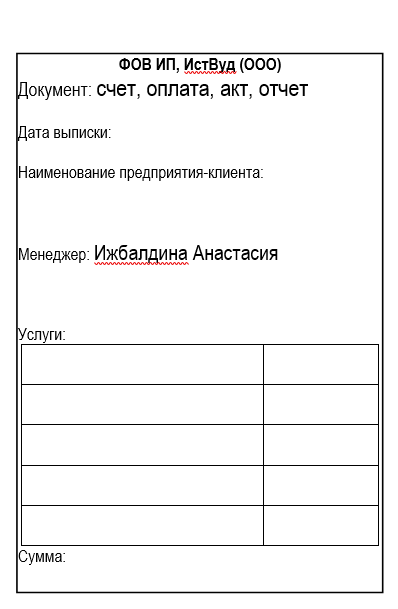 ФОВ ИП, ИстВуд (ООО)
Документ: счет, оплата, акт, отчет
Дата выписки:
Наименование предприятия-клиента:
Менеджер: Ижбалдина Анастасия
Услуги:
Сумма: